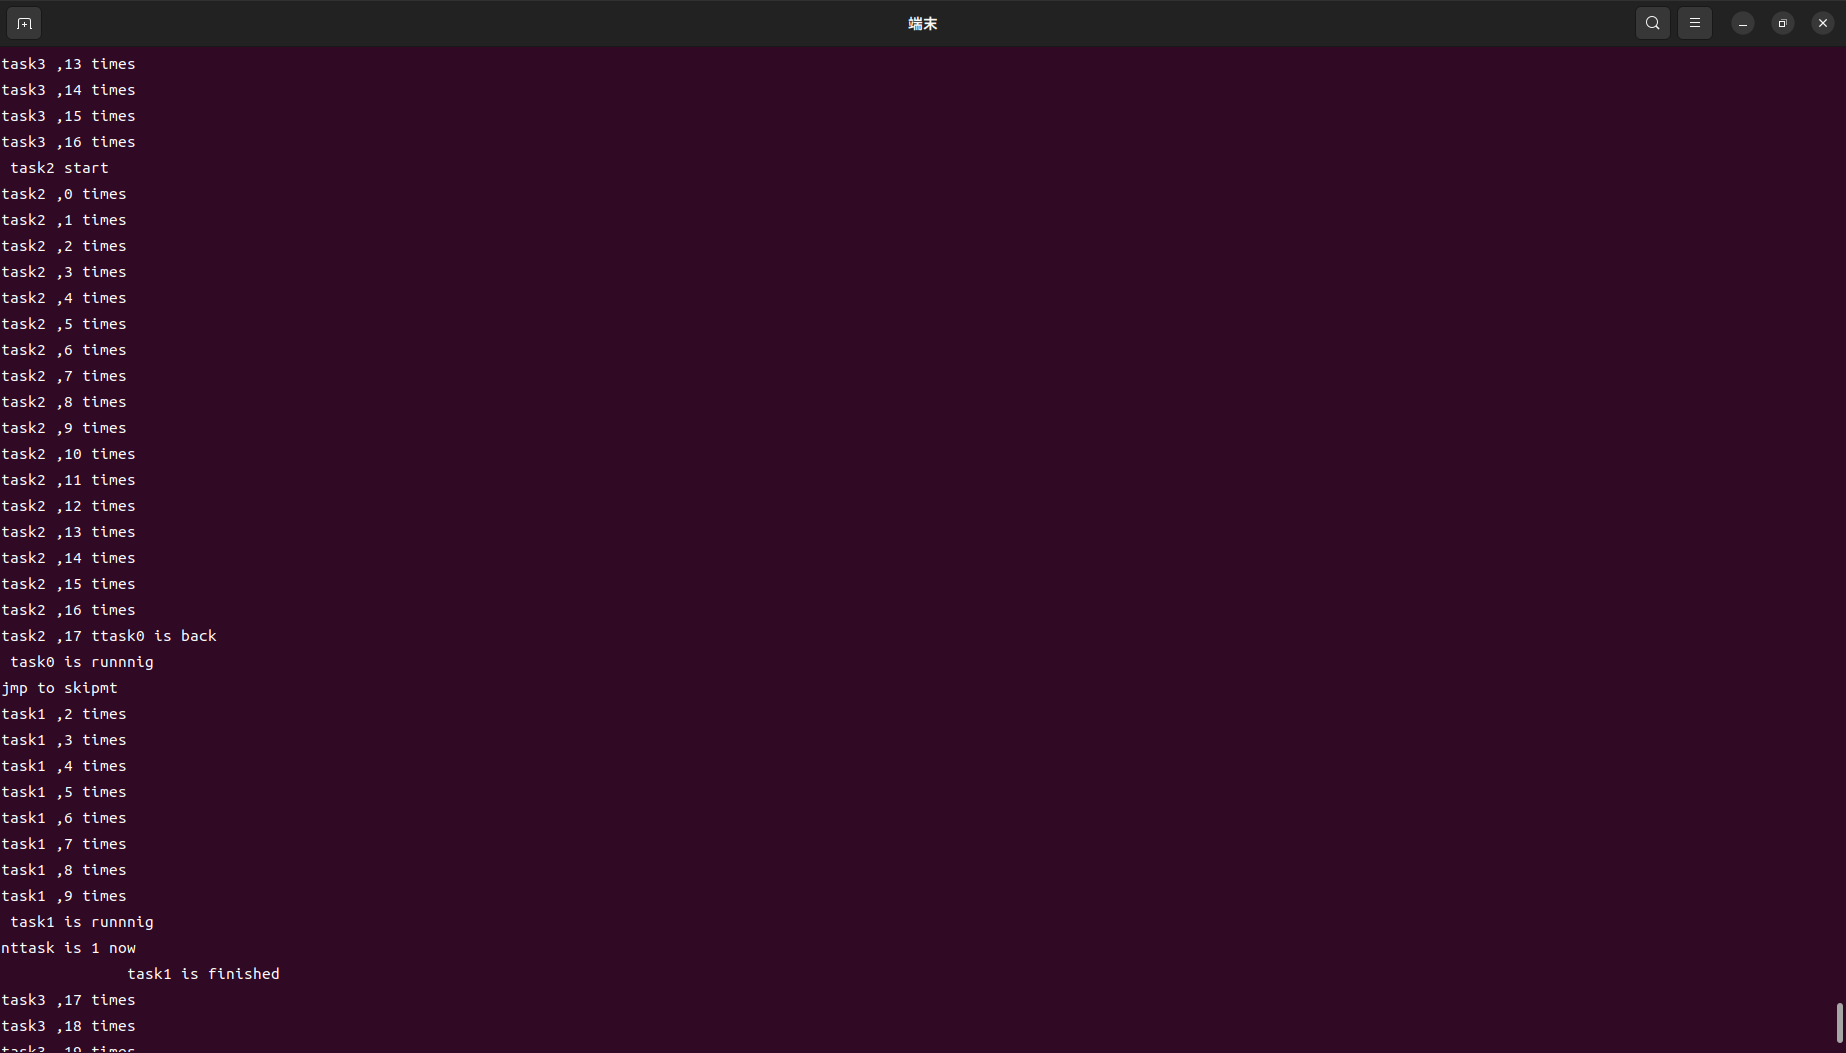 端末
task3 ,13 times
task3 ,14 times
task3 ,15 times
task3 ,16 times
 task2 start
task2 ,0 times
task2 ,1 times
task2 ,2 times
task2 ,3 times
task2 ,4 times
task2 ,5 times
task2 ,6 times
task2 ,7 times
task2 ,8 times
task2 ,9 times
task2 ,10 times
task2 ,11 times
task2 ,12 times
task2 ,13 times
task2 ,14 times
task2 ,15 times
task2 ,16 times
task2 ,17 ttask0 is back
 task0 is runnnig
jmp to skipmt
task1 ,2 times
task1 ,3 times
task1 ,4 times
task1 ,5 times
task1 ,6 times
task1 ,7 times
task1 ,8 times
task1 ,9 times
 task1 is runnnig
nttask is 1 now
              task1 is finished
task3 ,17 times
task3 ,18 times
task3 ,19 times